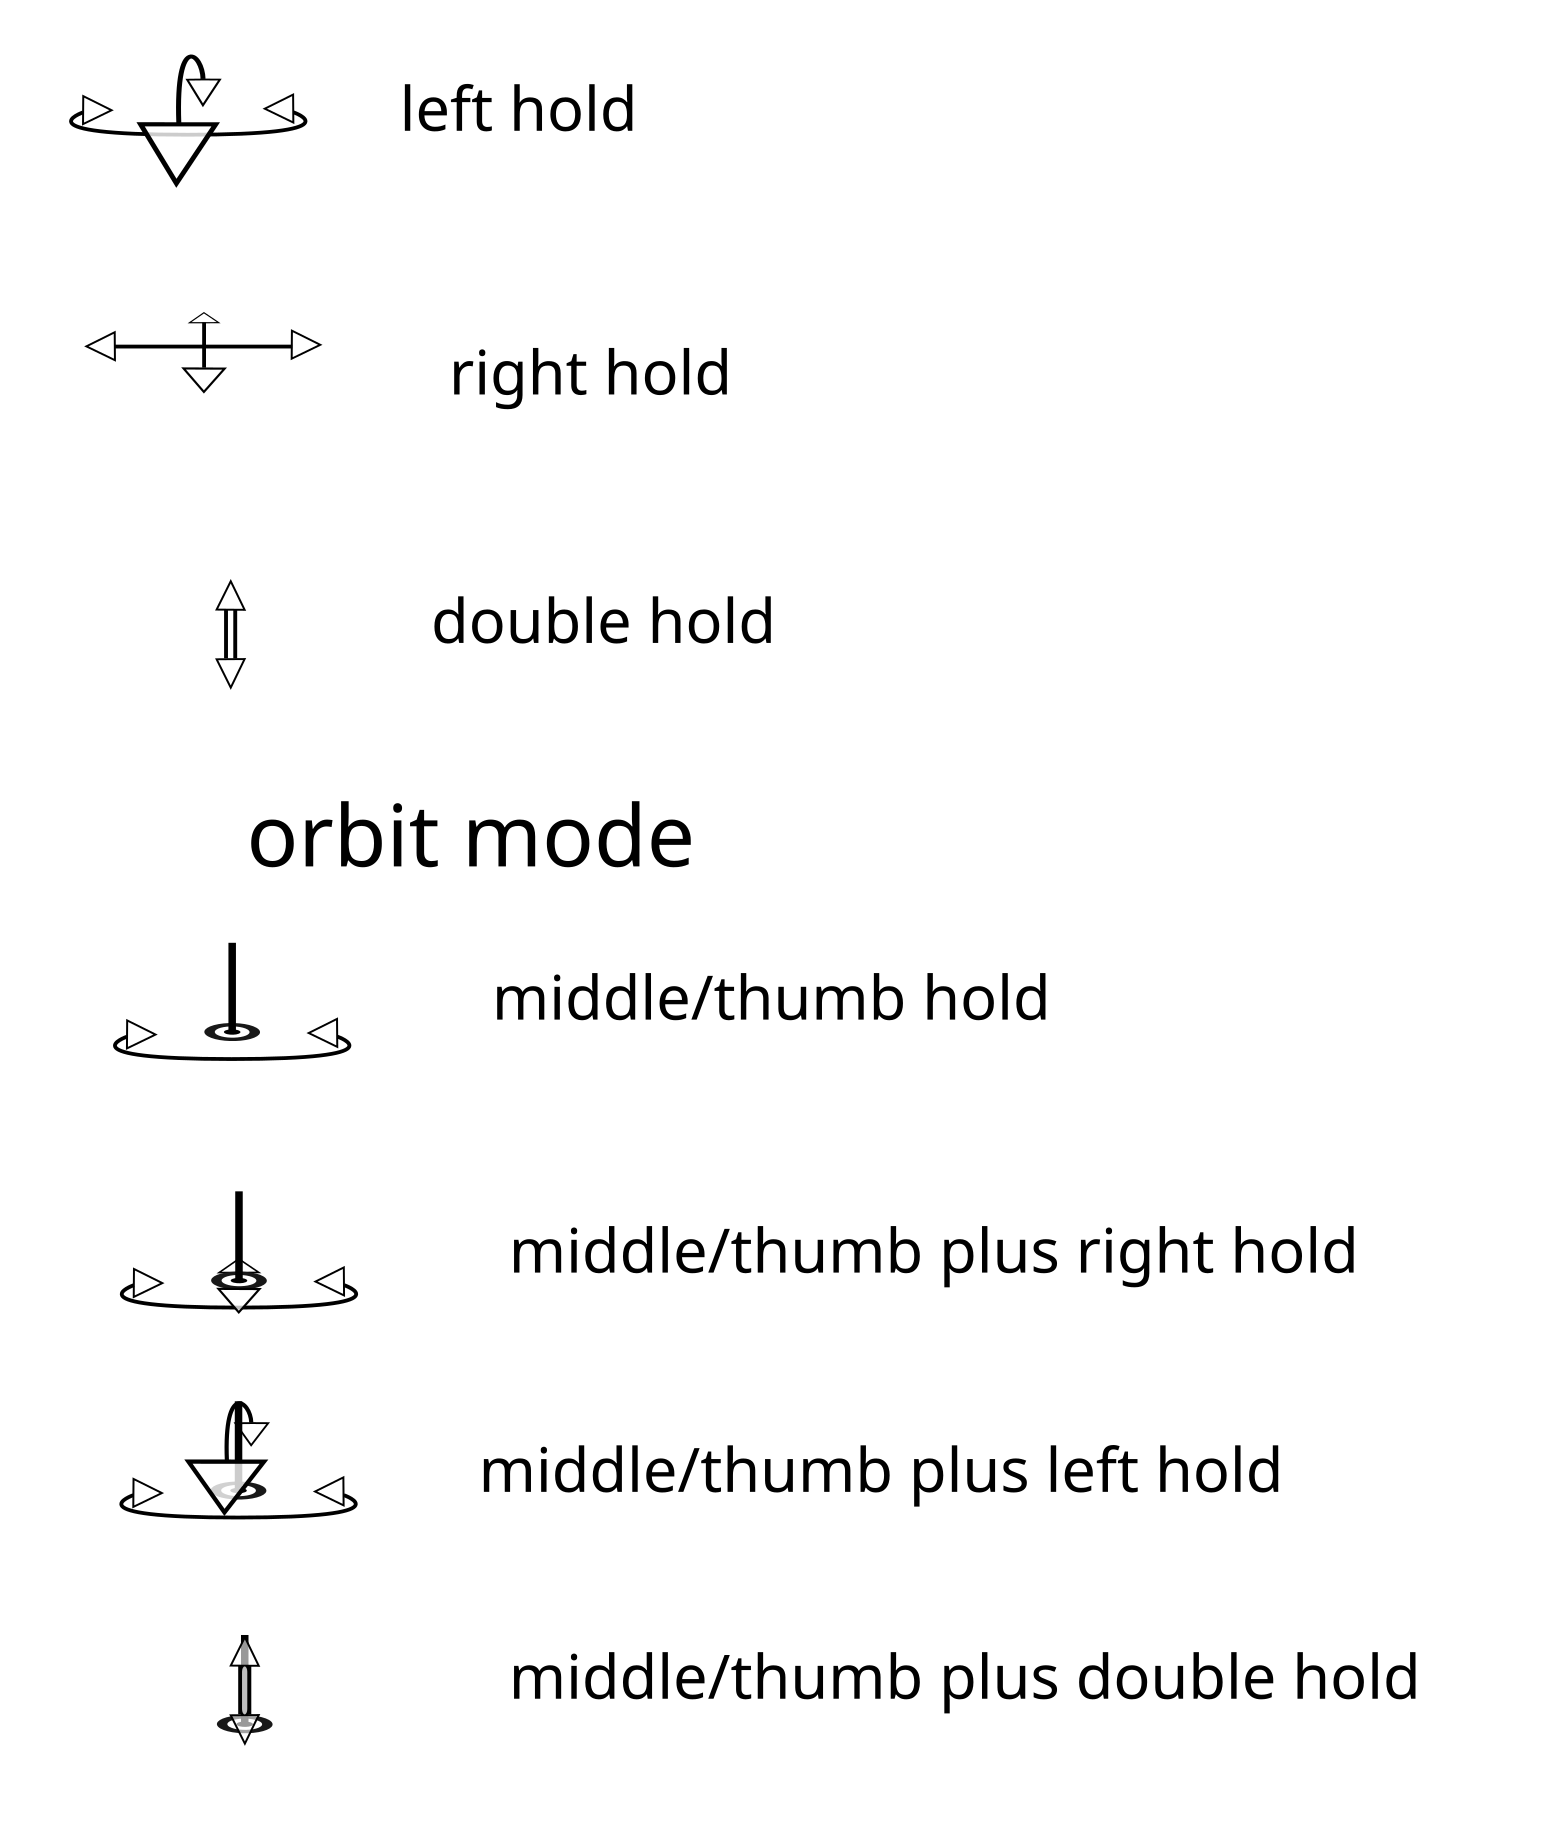 left hold
right hold
double hold
orbit mode
middle/thumb hold
middle/thumb plus right hold
middle/thumb plus left hold
middle/thumb plus double hold